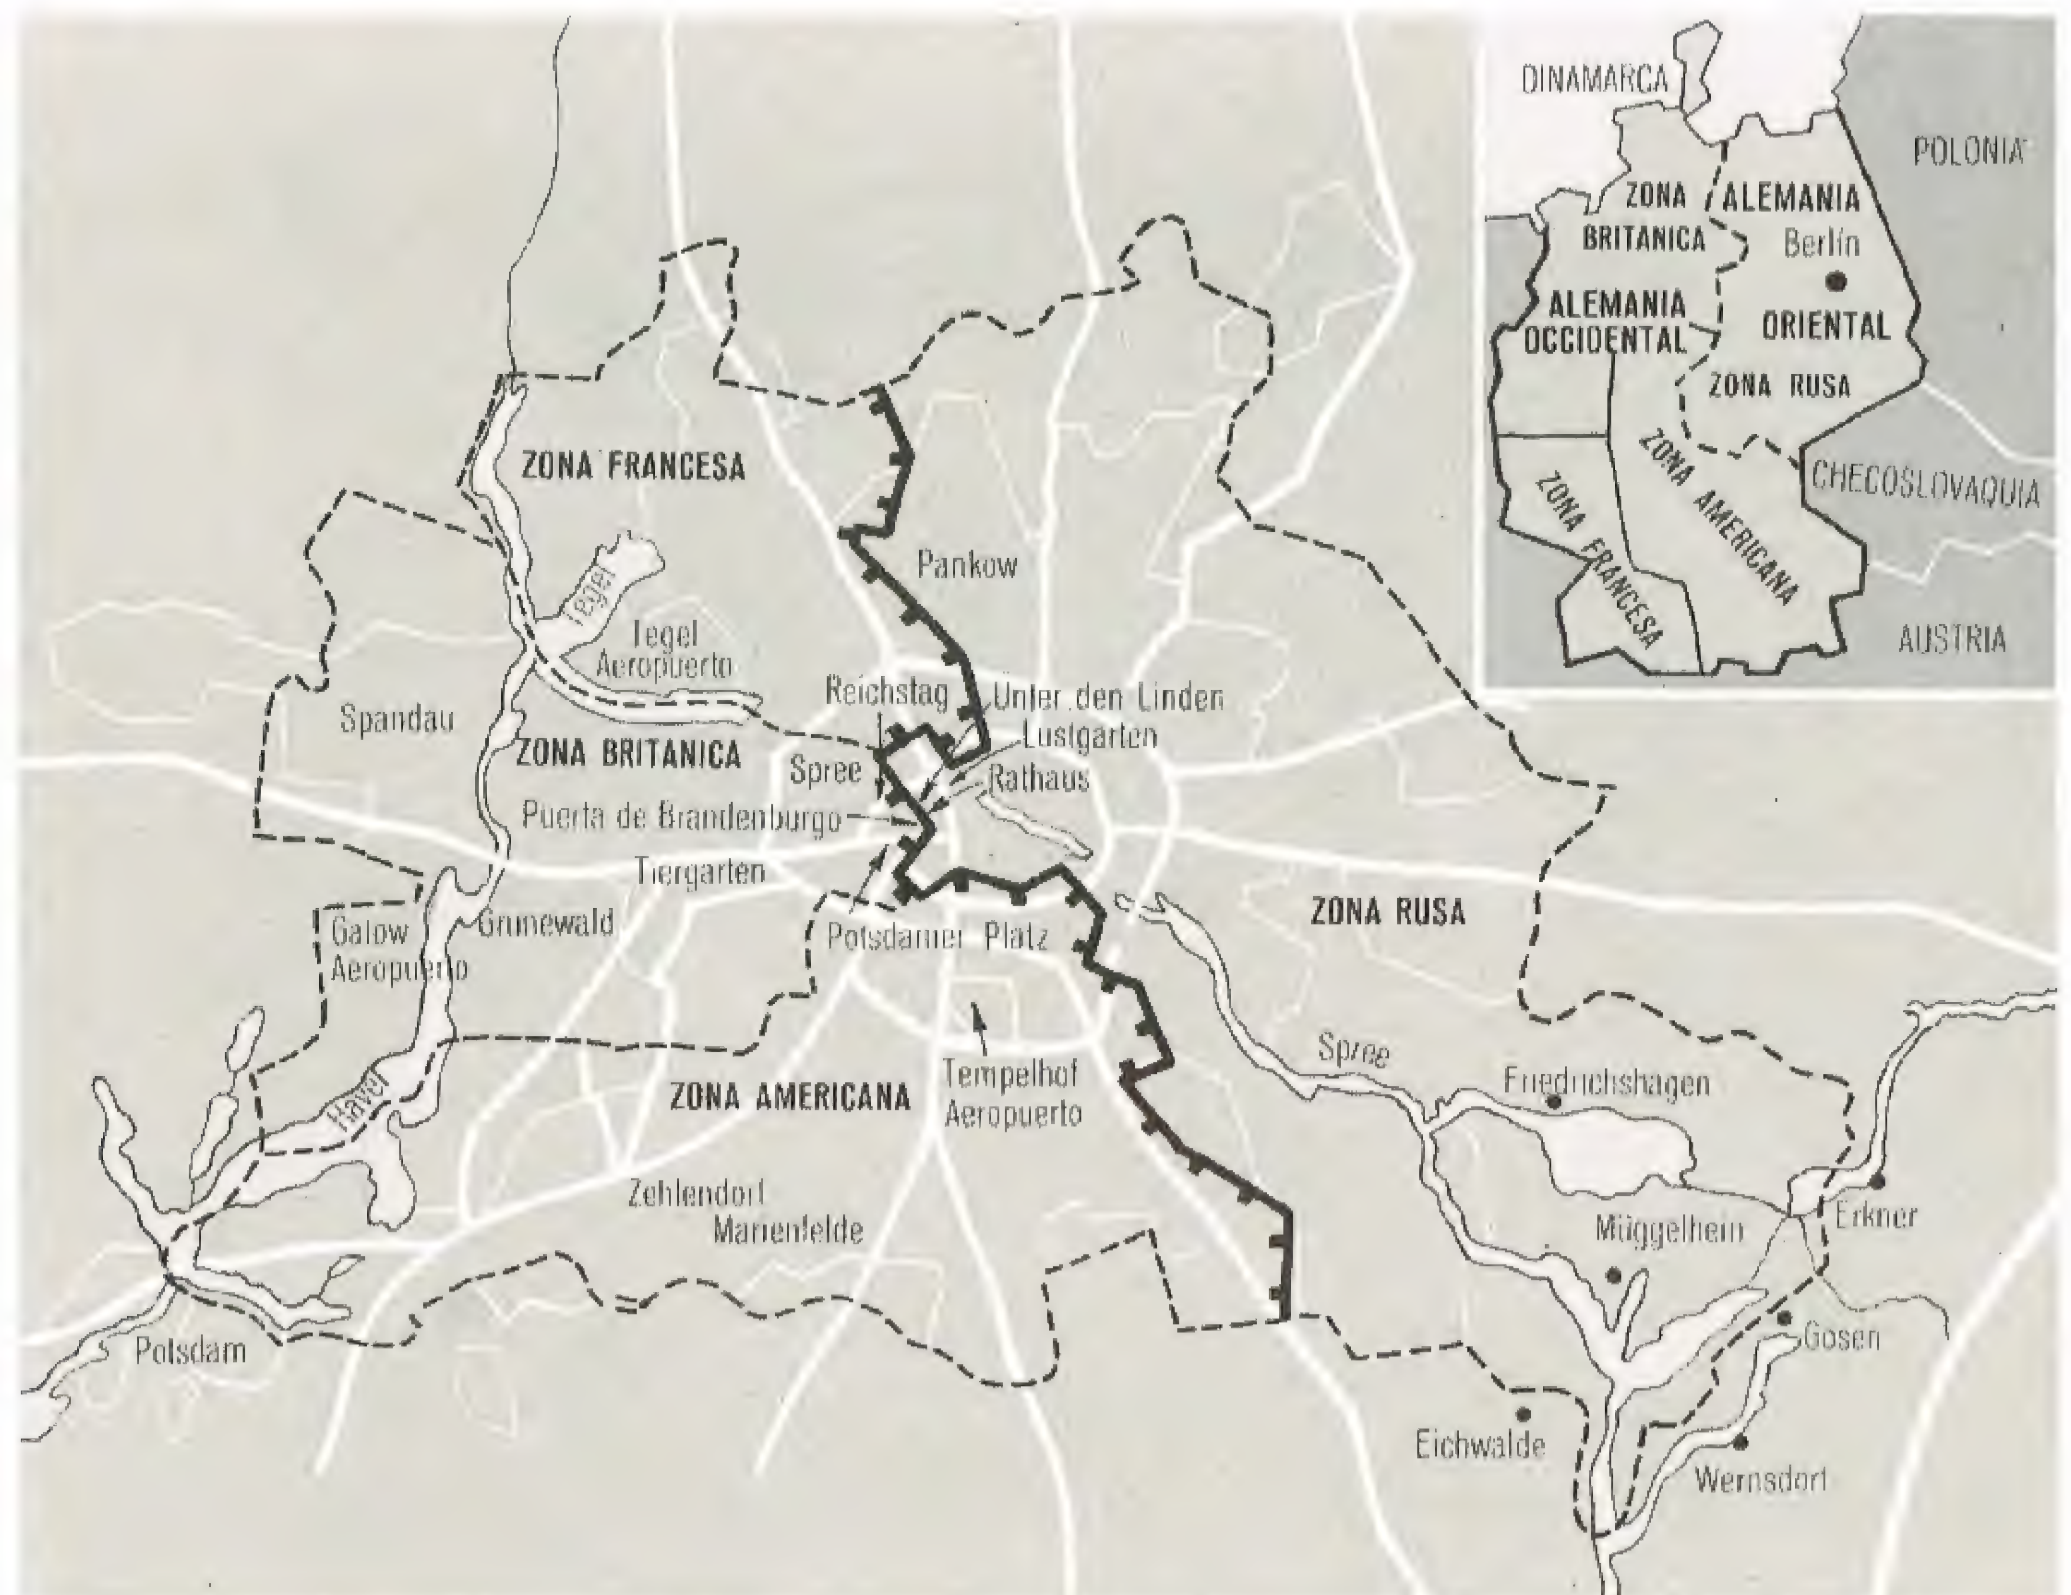 DINAMARCA
POLONIA
ZONA
BRITANICA
ALEMANIA
Berlín
ORIENTAL
ALEMANIA
OCCIDENTAL
ZONA RUSA
ZONA AMERICANA
ZONA FRANCESA
CHECOSLOVAQUIA
AUSTRIA
ZONA FRANCESA
Pankow
Tegel
Tegel
Aeropuerto
Spandau
Reichstag
Unter den Linden
Lustgarten
Rathaus
ZONA BRITANICA
Spree
Puerta de Brandenburgo
Tiergarten
Grunewald
Galow
Aeropuerto
Potsdamer Platz
ZONA RUSA
Havel
ZONA AMERICANA
Tempelhof
Aeropuerto
Spree
Friedrichshagen
Zehlendorf
Marienfelde
Müggelhein
Erkner
Potsdam
Gosen
Eichwalde
Wernsdorf